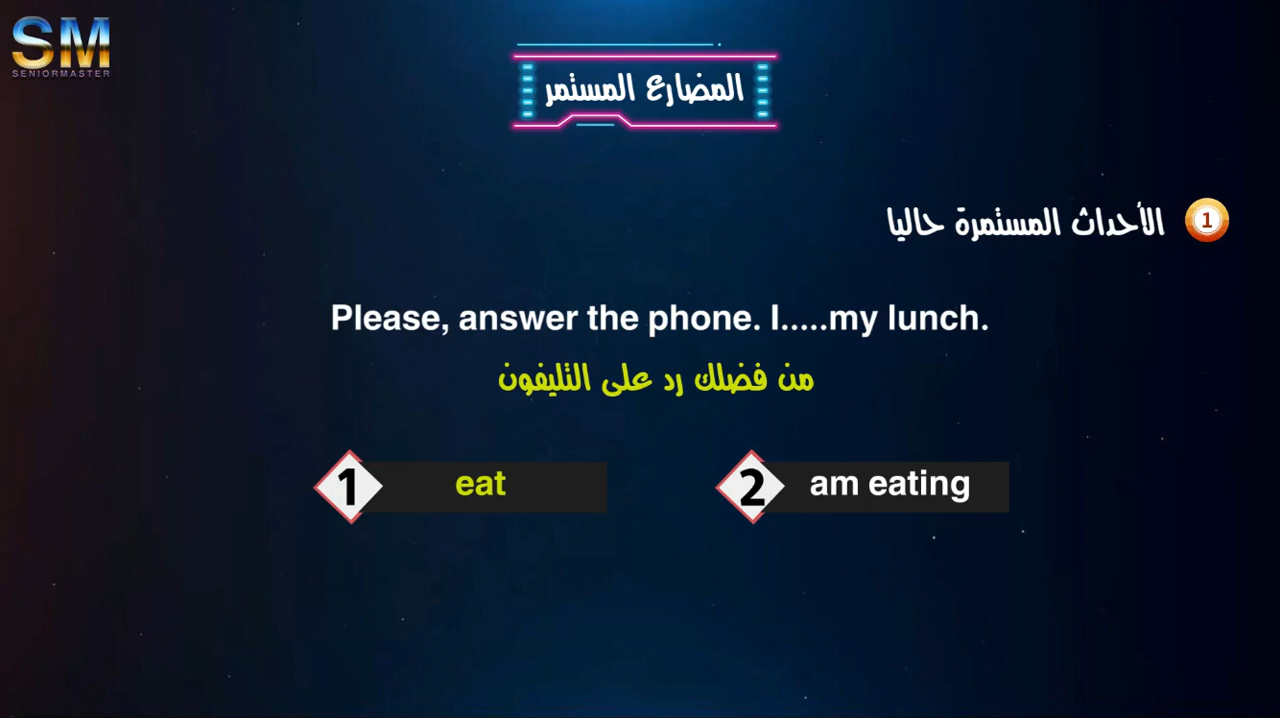 SM
SENIORMASTER
المضارع المستمر
1 الأحداث المستمرة حاليا
Please, answer the phone. I.....my lunch.
من فضلك رد على التليفون
1 eat
2 am eating